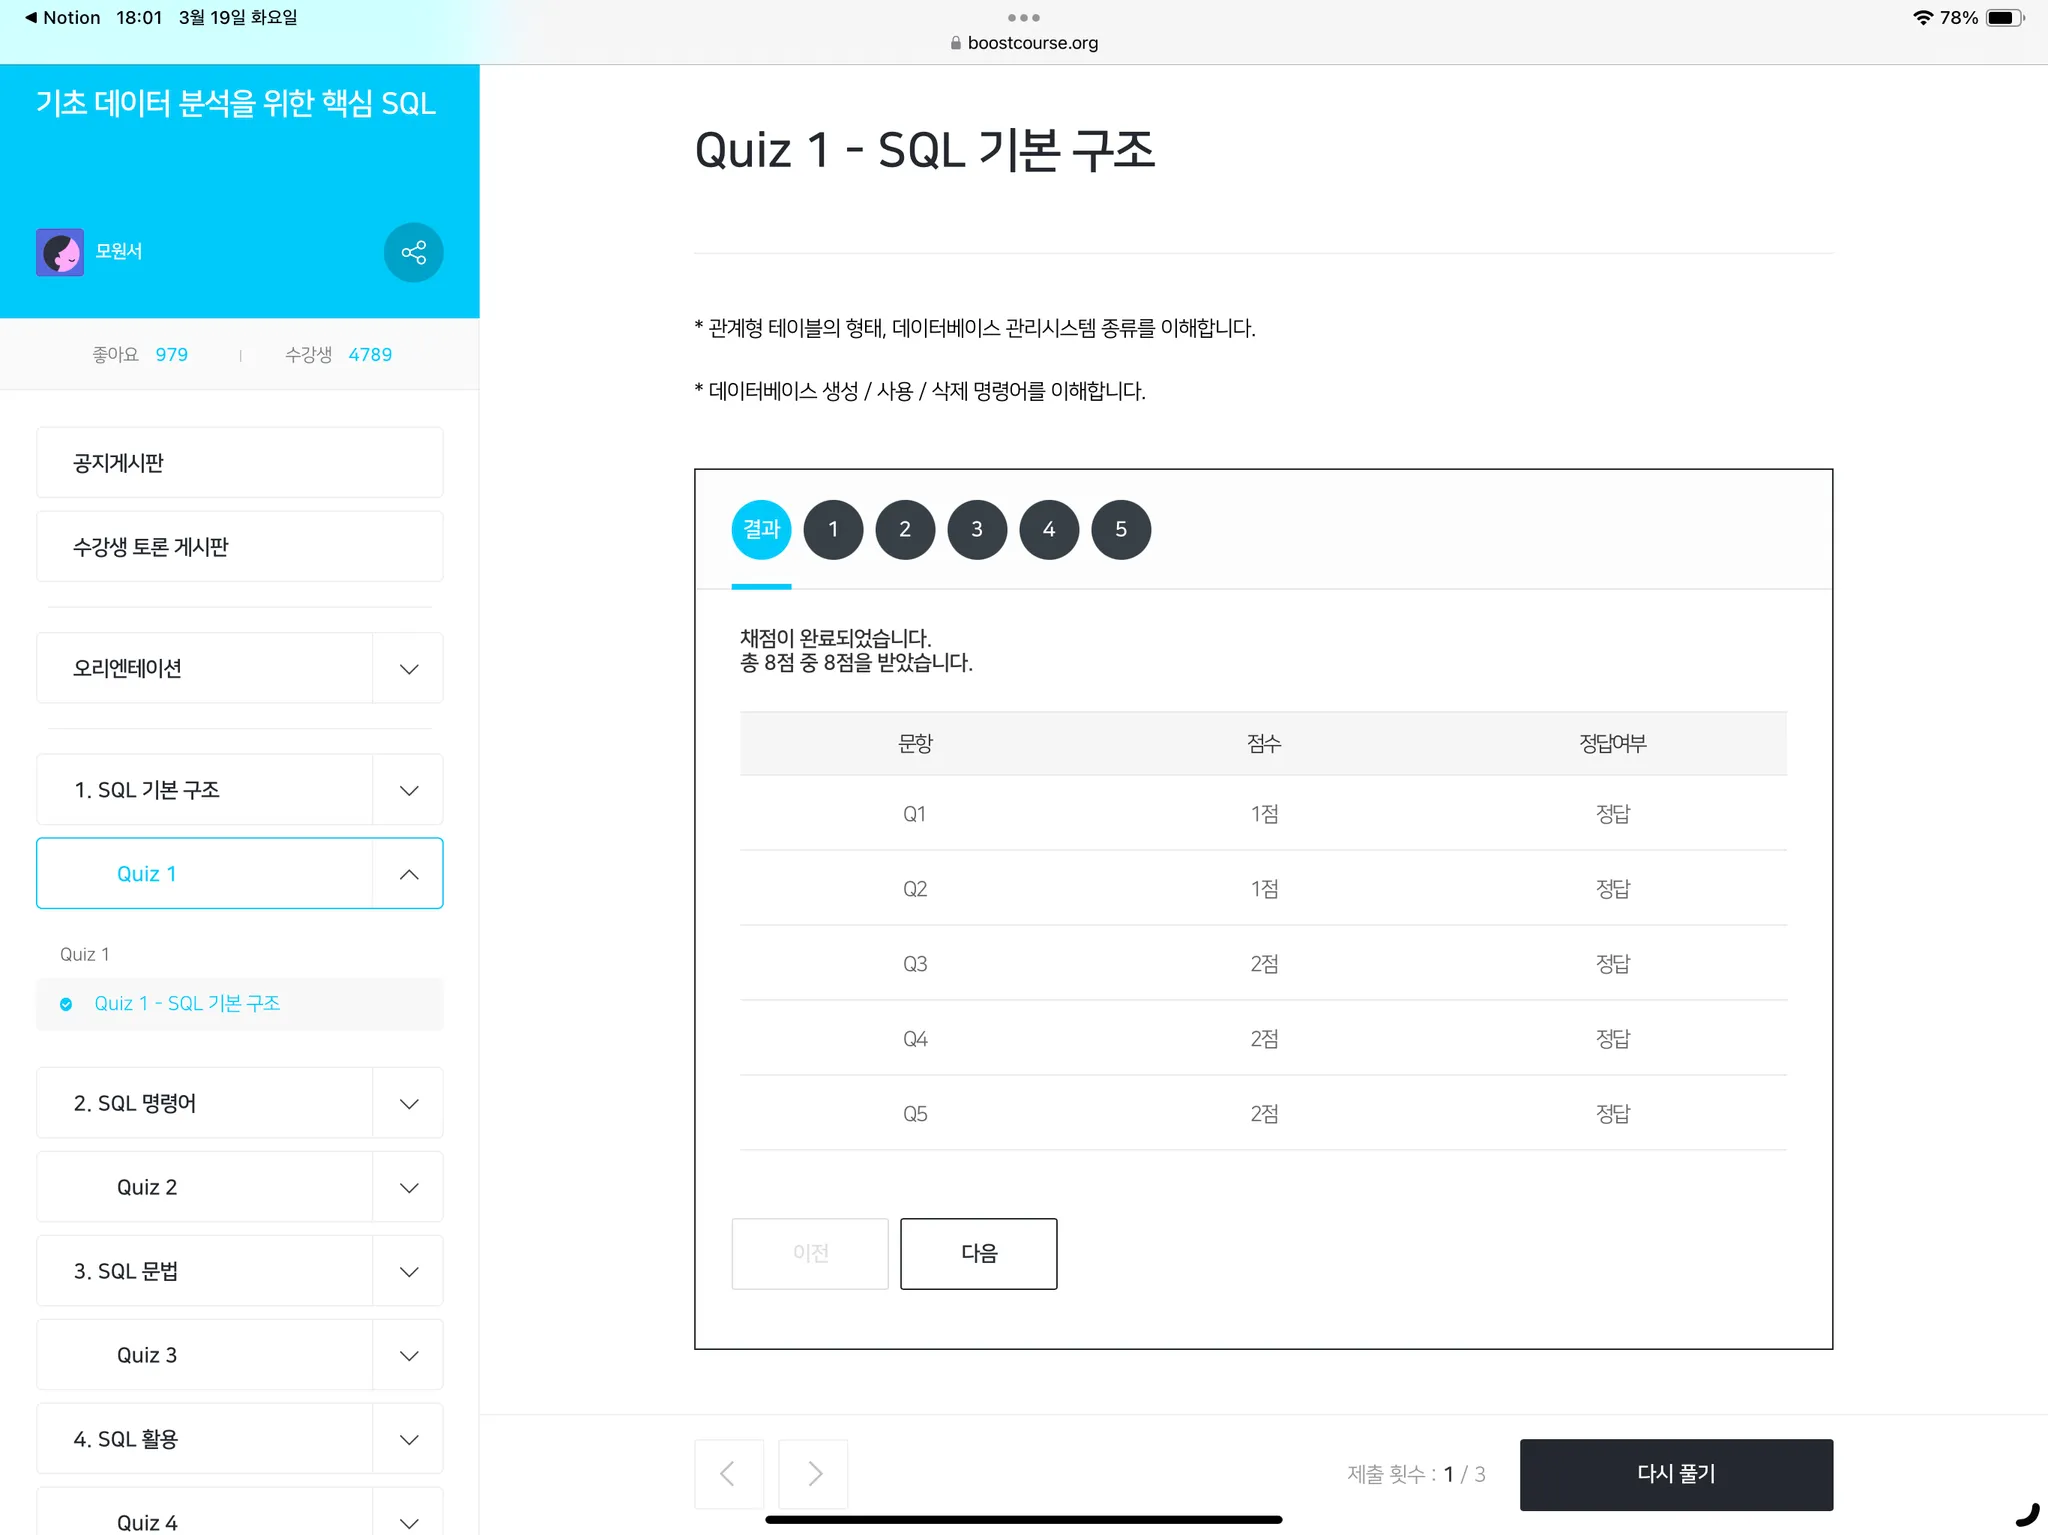 ◀ Notion 18:01 3월 19일 화요일
78%
boostcourse.org
기초 데이터 분석을 위한 핵심 SQL
모원서
좋아요 979 | 수강생 4789
공지게시판
수강생 토론 게시판
오리엔테이션
1. SQL 기본 구조
Quiz 1
Quiz 1
Quiz 1 - SQL 기본 구조
2. SQL 명령어
Quiz 2
3. SQL 문법
Quiz 3
4. SQL 활용
Quiz 4
Quiz 1 - SQL 기본 구조
* 관계형 테이블의 형태, 데이터베이스 관리시스템 종류를 이해합니다.
* 데이터베이스 생성 / 사용 / 삭제 명령어를 이해합니다.
결과 1 2 3 4 5
채점이 완료되었습니다.
총 8점 중 8점을 받았습니다.
문항 점수 정답여부
Q1 1점 정답
Q2 1점 정답
Q3 2점 정답
Q4 2점 정답
Q5 2점 정답
이전 다음
제출 횟수 : 1 / 3 다시 풀기